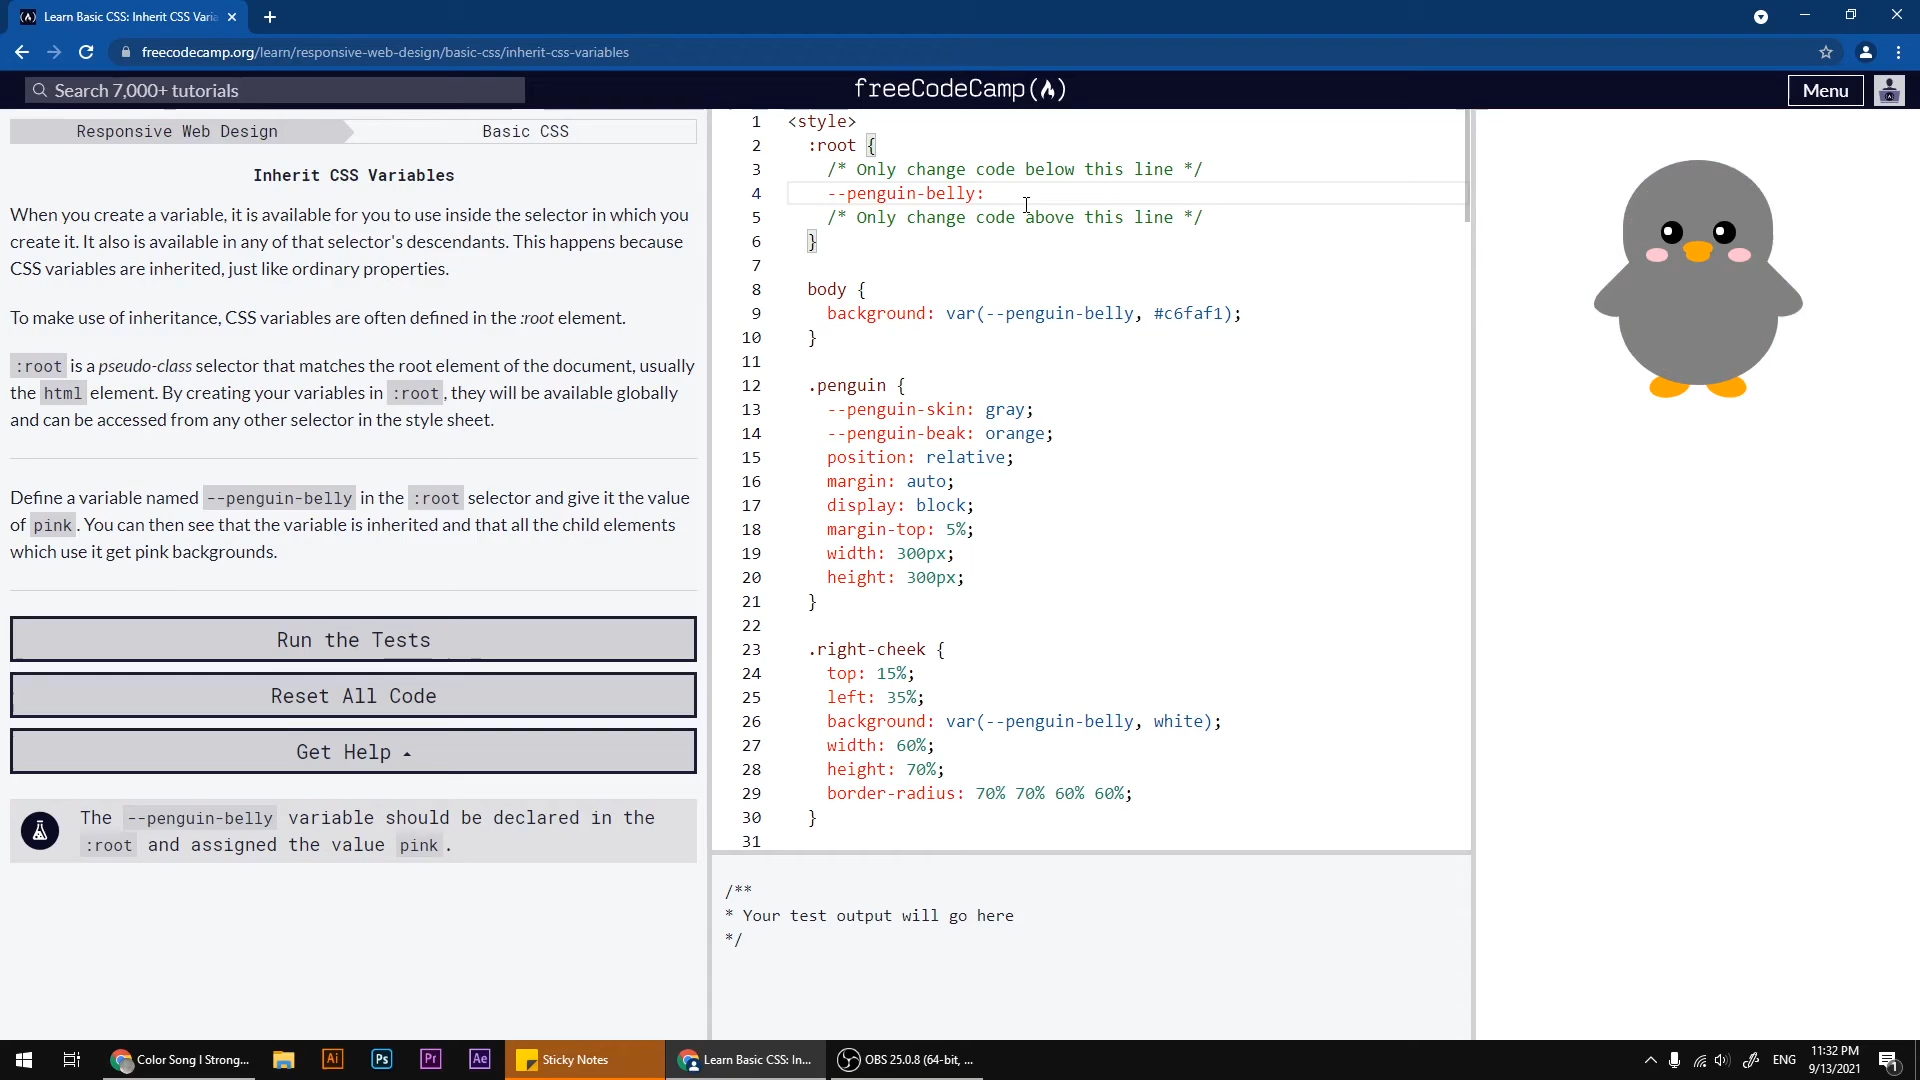 Learn Basic CSS: Inherit CSS Varia
freecodecamp.org/learn/responsive-web-design/basic-css/inherit-css-variables
Search 7,000+ tutorials
freeCodeCamp
Menu
Responsive Web Design
Basic CSS
Inherit CSS Variables
When you create a variable, it is available for you to use inside the selector in which you
create it. It also is available in any of that selector's descendants. This happens because
CSS variables are inherited, just like ordinary properties.
To make use of inheritance, CSS variables are often defined in the :root element.
:root is a pseudo-class selector that matches the root element of the document, usually
the html element. By creating your variables in :root, they will be available globally
and can be accessed from any other selector in the style sheet.
Define a variable named --penguin-belly in the :root selector and give it the value
of pink. You can then see that the variable is inherited and that all the child elements
which use it get pink backgrounds.
Run the Tests
Reset All Code
Get Help
The --penguin-belly variable should be declared in the
:root and assigned the value pink.
1 <style>
2 :root {
3 /* Only change code below this line */
4 --penguin-belly:
5 /* Only change code above this line */
6 }
7
8 body {
9 background: var(--penguin-belly, #c6faf1);
10 }
11
12 .penguin {
13 --penguin-skin: gray;
14 --penguin-beak: orange;
15 position: relative;
16 margin: auto;
17 display: block;
18 margin-top: 5%;
19 width: 300px;
20 height: 300px;
21 }
22
23 .right-cheek {
24 top: 15%;
25 left: 35%;
26 background: var(--penguin-belly, white);
27 width: 60%;
28 height: 70%;
29 border-radius: 70% 70% 60% 60%;
30 }
31
/**
* Your test output will go here
*/
Color Song I Strong...
Ai
Ps
Pr
Ae
Sticky Notes
Learn Basic CSS: In...
OBS 25.0.8 (64-bit, ...
ENG
11:32 PM
9/13/2021
1